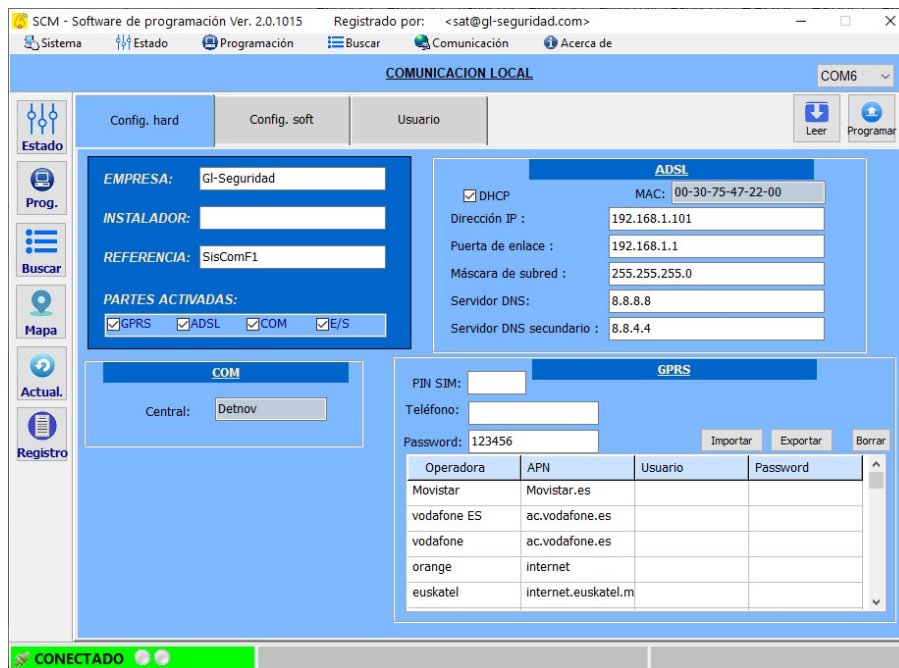 SCM - Software de programación Ver. 2.0.1015 Registrado por: <sat@gl-seguridad.com>
Sistema Estado Programación Buscar Comunicación Acerca de
COMUNICACION LOCAL
COM6
Estado
Prog.
Buscar
Mapa
Actual.
Registro
Config. hard Config. soft Usuario
Leer Programar
EMPRESA: Gl-Seguridad
INSTALADOR:
REFERENCIA: SisComF1
PARTES ACTIVADAS:
GPRS ADSL COM E/S
ADSL
DHCP MAC: 00-30-75-47-22-00
Dirección IP : 192.168.1.101
Puerta de enlace : 192.168.1.1
Máscara de subred : 255.255.255.0
Servidor DNS: 8.8.8.8
Servidor DNS secundario : 8.8.4.4
COM
Central: Detnov
GPRS
PIN SIM:
Teléfono:
Password: 123456
Importar Exportar Borrar
Operadora APN Usuario Password
Movistar Movistar.es
vodafone ES ac.vodafone.es
vodafone ac.vodafone.es
orange internet
euskatel internet.euskatel.m
CONECTADO